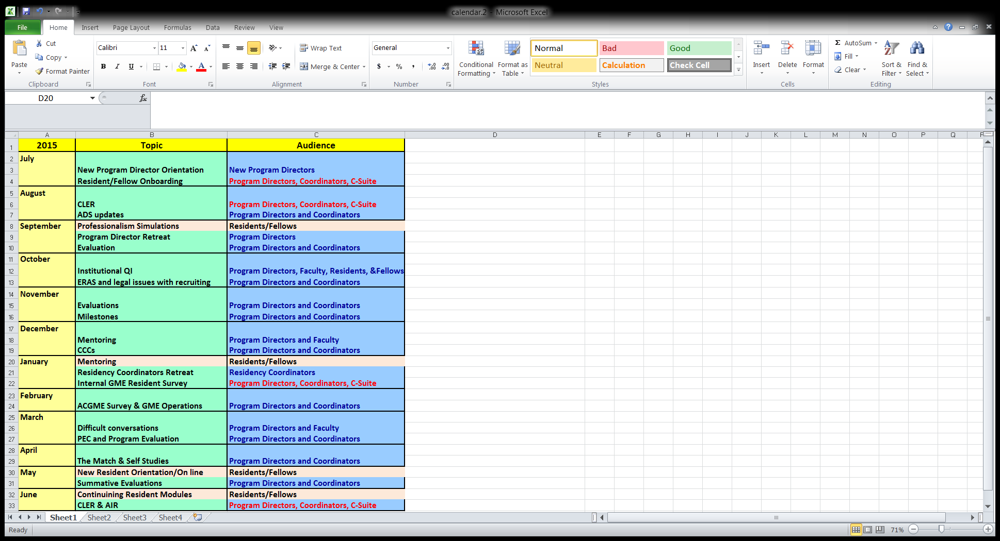 calendar.2 - Microsoft Excel
File Home Insert Page Layout Formulas Data Review View
Paste
Cut
Copy
Format Painter
Clipboard
Calibri 11
B I U
Font
Wrap Text
Merge & Center
Alignment
General
$ % ,
Number
Conditional Formatting
Format as Table
Normal Bad Good
Neutral Calculation Check Cell
Styles
Insert Delete Format
Cells
Σ AutoSum
Fill
Clear
Sort & Filter
Find & Select
Editing
D20 fx
A B C D E F G H I J K L M N O P Q
1 2015 Topic Audience
2 July
3 New Program Director Orientation New Program Directors
4 Resident/Fellow Onboarding Program Directors, Coordinators, C-Suite
5 August
6 CLER Program Directors, Coordinators, C-Suite
7 ADS updates Program Directors and Coordinators
8 September Professionalism Simulations Residents/Fellows
9 Program Director Retreat Program Directors
10 Evaluation Program Directors and Coordinators
11 October
12 Institutional QI Program Directors, Faculty, Residents, &Fellows
13 ERAS and legal issues with recruiting Program Directors and Coordinators
14 November
15 Evaluations Program Directors and Coordinators
16 Milestones Program Directors and Coordinators
17 December
18 Mentoring Program Directors and Faculty
19 CCCs Program Directors and Coordinators
20 January Mentoring Residents/Fellows
21 Residency Coordinators Retreat Residency Coordinators
22 Internal GME Resident Survey Program Directors, Coordinators, C-Suite
23 February
24 ACGME Survey & GME Operations Program Directors and Coordinators
25 March
26 Difficult conversations Program Directors and Faculty
27 PEC and Program Evaluation Program Directors and Coordinators
28 April
29 The Match & Self Studies Program Directors and Coordinators
30 May New Resident Orientation/On line Residents/Fellows
31 Summative Evaluations Program Directors and Coordinators
32 June Continuining Resident Modules Residents/Fellows
33 CLER & AIR Program Directors, Coordinators, C-Suite
Sheet1 Sheet2 Sheet3 Sheet4
Ready 71%